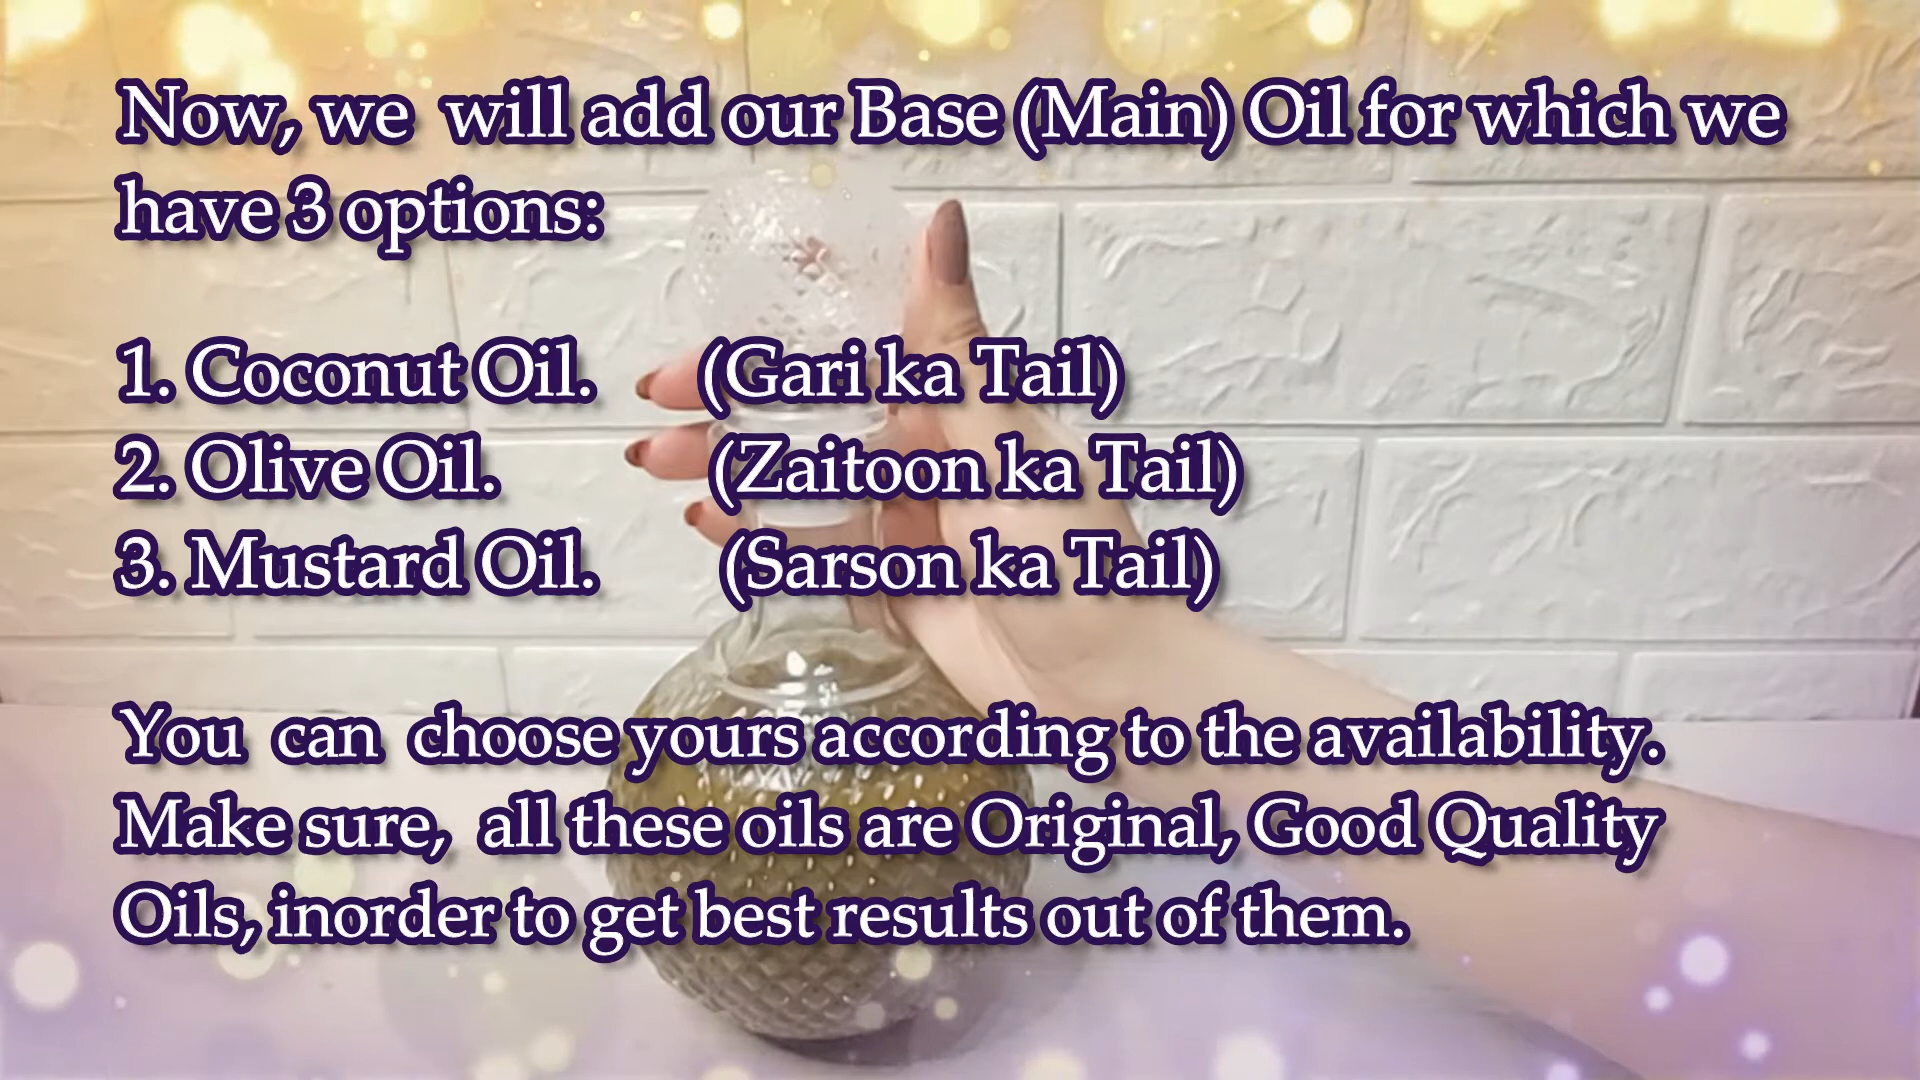 Now, we will add our Base (Main) Oil for which we
have 3 options:
1. Coconut Oil. (Gari ka Tail)
2. Olive Oil. (Zaitoon ka Tail)
3. Mustard Oil. (Sarson ka Tail)
You can choose yours according to the availability.
Make sure, all these oils are Original, Good Quality
Oils, inorder to get best results out of them.